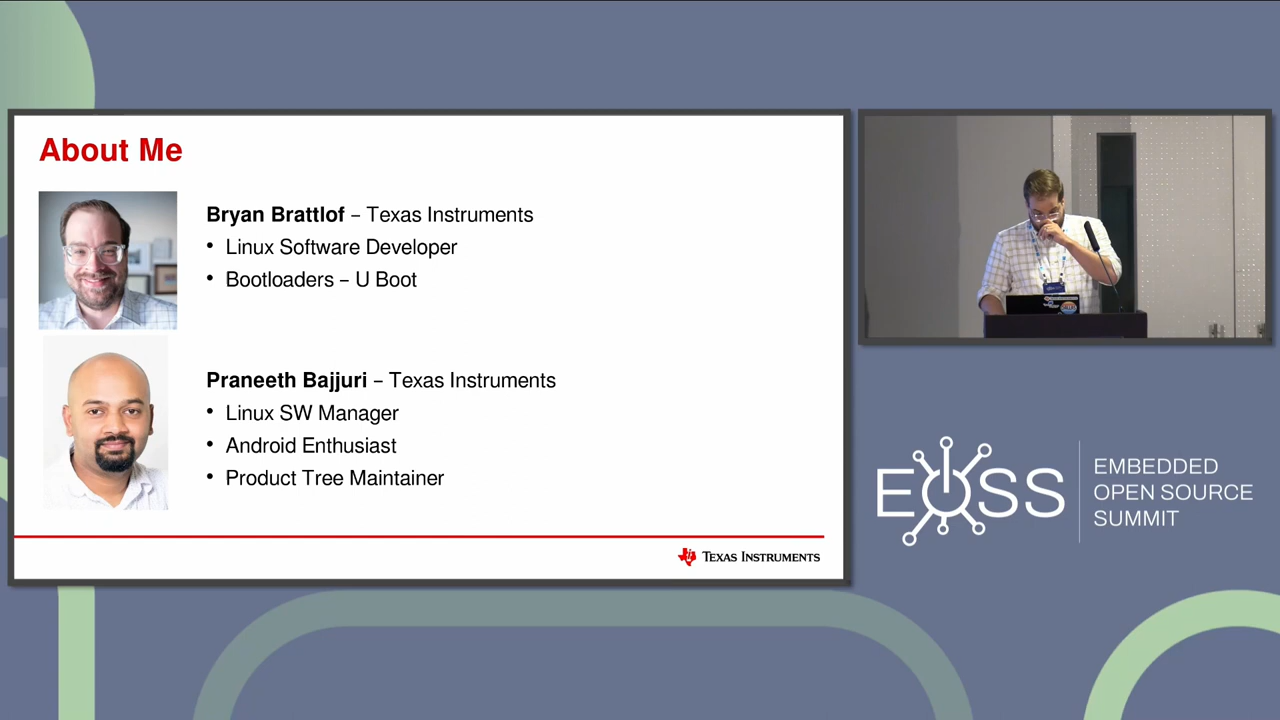 About Me
Bryan Brattlof – Texas Instruments
• Linux Software Developer
• Bootloaders – U Boot
Praneeth Bajjuri – Texas Instruments
• Linux SW Manager
• Android Enthusiast
• Product Tree Maintainer
TEXAS INSTRUMENTS
EOSS
EMBEDDED
OPEN SOURCE
SUMMIT